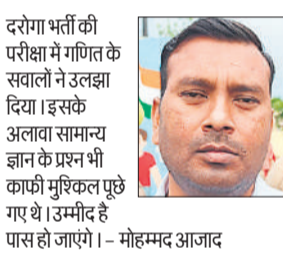 दरोगा भर्ती की
परीक्षा में गणित के
सवालों ने उलझा
दिया। इसके
अलावा सामान्य
ज्ञान के प्रश्न भी
काफी मुश्किल पूछे
गए थे। उम्मीद है
पास हो जाएंगे। – मोहम्मद आजाद